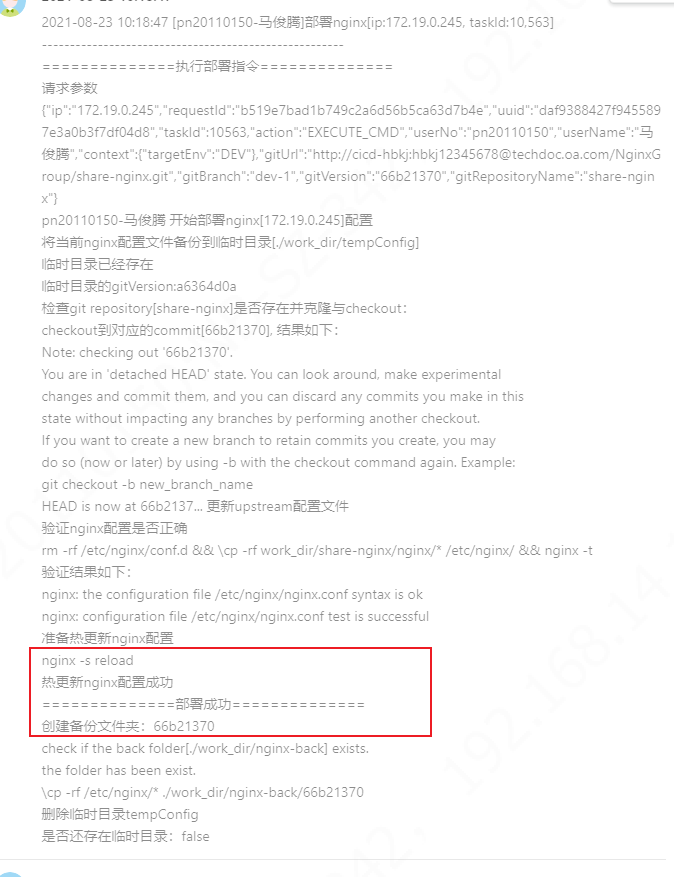 2021-08-23 10:18:47 [pn20110150-马俊腾]部署nginx[ip:172.19.0.245, taskId:10,563]
------------------------------------------------------
==============执行部署指令==============
请求参数
{"ip":"172.19.0.245","requestId":"b519e7bad1b749c2a6d56b5ca63d7b4e","uuid":"daf9388427f945589
7e3a0b3f7df04d8","taskId":10563,"action":"EXECUTE_CMD","userNo":"pn20110150","userName":"马
俊腾","context":{"targetEnv":"DEV"},"gitUrl":"http://cicd-hbkj:hbkj12345678@techdoc.oa.com/NginxG
roup/share-nginx.git","gitBranch":"dev-1","gitVersion":"66b21370","gitRepositoryName":"share-ngin
x"}
pn20110150-马俊腾 开始部署nginx[172.19.0.245]配置
将当前nginx配置文件备份到临时目录[./work_dir/tempConfig]
临时目录已经存在
临时目录的gitVersion:a6364d0a
检查git repository[share-nginx]是否存在并克隆与checkout：
checkout到对应的commit[66b21370], 结果如下：
Note: checking out '66b21370'.
You are in 'detached HEAD' state. You can look around, make experimental
changes and commit them, and you can discard any commits you make in this
state without impacting any branches by performing another checkout.
If you want to create a new branch to retain commits you create, you may
do so (now or later) by using -b with the checkout command again. Example:
git checkout -b new_branch_name
HEAD is now at 66b2137... 更新upstream配置文件
验证nginx配置是否正确
rm -rf /etc/nginx/conf.d && \cp -rf work_dir/share-nginx/nginx/* /etc/nginx/ && nginx -t
验证结果如下：
nginx: the configuration file /etc/nginx/nginx.conf syntax is ok
nginx: configuration file /etc/nginx/nginx.conf test is successful
准备热更新nginx配置
nginx -s reload
热更新nginx配置成功
==============部署成功==============
创建备份文件夹：66b21370
check if the back folder[./work_dir/nginx-back] exists.
the folder has been exist.
\cp -rf /etc/nginx/* ./work_dir/nginx-back/66b21370
删除临时目录tempConfig
是否还存在临时目录：false